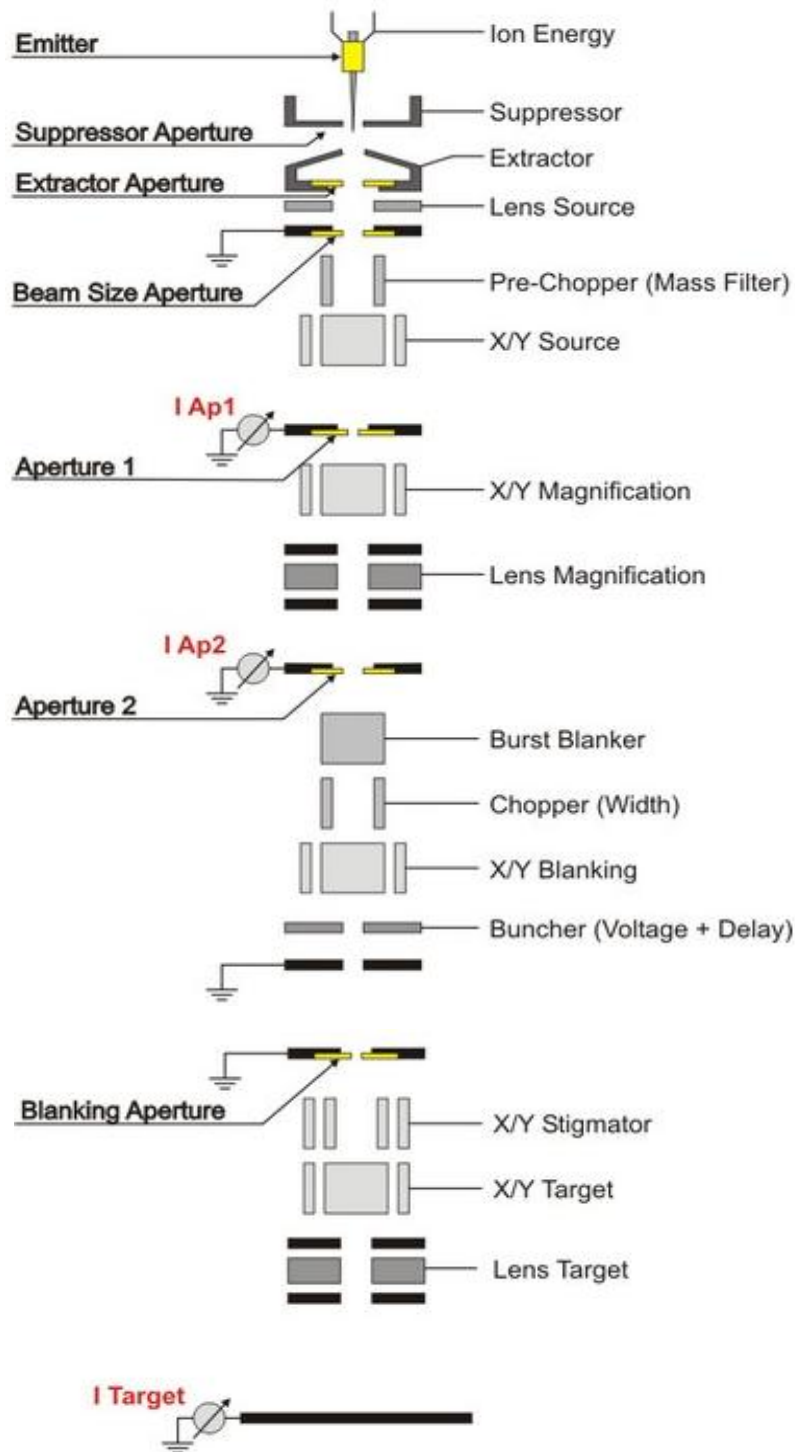 Ion Energy
Emitter
Suppressor
Suppressor Aperture
Extractor
Extractor Aperture
Lens Source
Pre-Chopper (Mass Filter)
Beam Size Aperture
X/Y Source
I Ap1
Aperture 1
X/Y Magnification
Lens Magnification
I Ap2
Aperture 2
Burst Blanker
Chopper (Width)
X/Y Blanking
Buncher (Voltage + Delay)
Blanking Aperture
X/Y Stigmator
X/Y Target
Lens Target
I Target